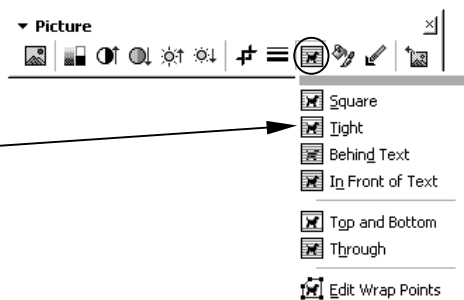 Picture
Square
Tight
Behind Text
In Front of Text
Top and Bottom
Through
Edit Wrap Points